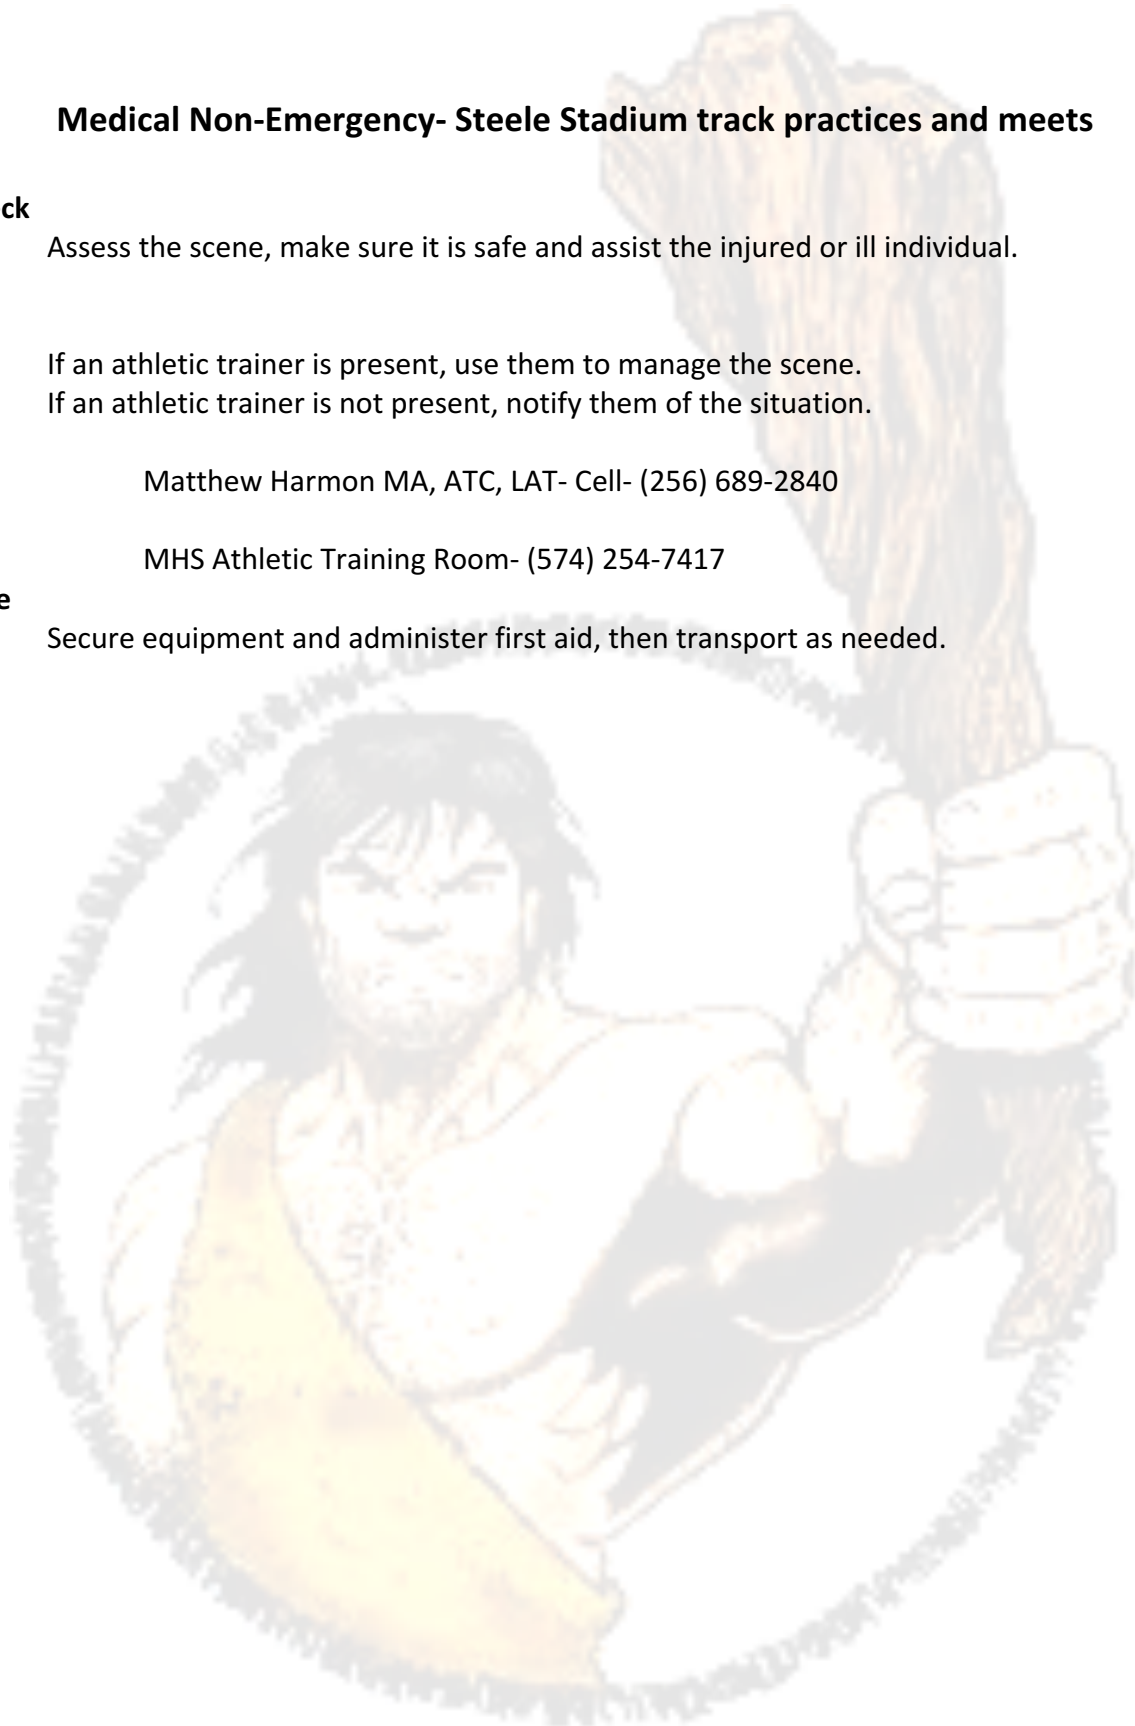 Medical Non-Emergency- Steele Stadium track practices and meets
ck
Assess the scene, make sure it is safe and assist the injured or ill individual.
If an athletic trainer is present, use them to manage the scene.
If an athletic trainer is not present, notify them of the situation.
Matthew Harmon MA, ATC, LAT- Cell- (256) 689-2840
MHS Athletic Training Room- (574) 254-7417
e
Secure equipment and administer first aid, then transport as needed.